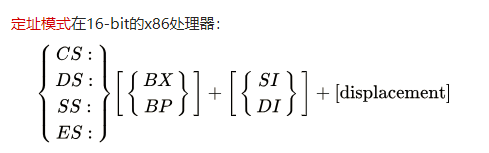 定址模式在16-bit的x86处理器：
CS :
DS :
SS :
ES :
[ { BX BP } ] + [ { SI DI } ] + [displacement]